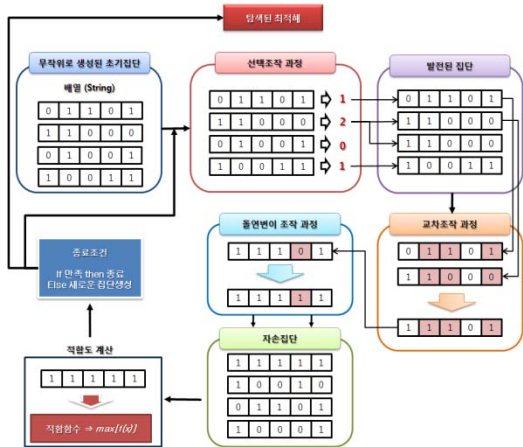 탐색된 최적해
무작위로 생성된 초기집단
배열 (String)
0 1 1 0 1
1 1 0 0 0
0 1 0 0 1
1 0 0 1 1
선택조작 과정
0 1 1 0 1 1
1 1 0 0 0 2
0 1 0 0 1 0
1 0 0 1 1 1
발전된 집단
0 1 1 0 1
1 1 0 0 0
1 1 0 0 0
1 0 0 1 1
교차조작 과정
0 1 1 0 1
1 1 0 0 0
1 1 1 0 1
돌연변이 조작 과정
1 1 1 0 1
1 1 1 1 1
자손집단
1 1 1 1 1
1 0 0 1 0
0 1 1 0 1
1 0 0 1 0
종료조건
If 만족 then 종료
Else 새로운 집단생성
적합도 계산
1 1 1 1 1
적합함수 ⇒ max[f(x)]